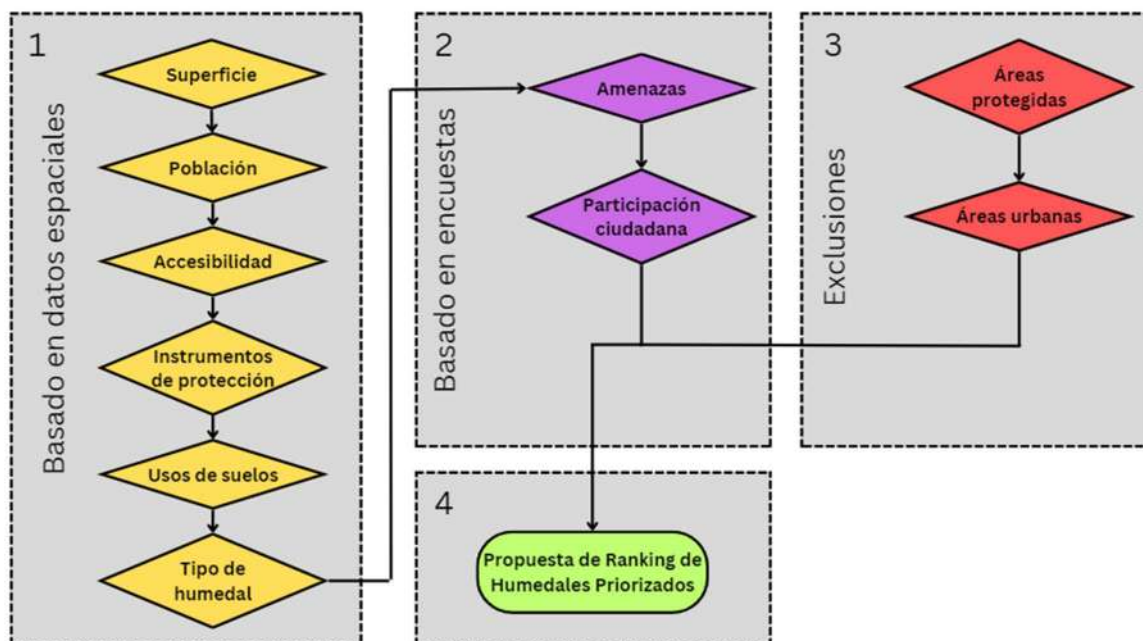 1
Basado en datos espaciales
Superficie
Población
Accesibilidad
Instrumentos
de protección
Usos de suelos
Tipo de
humedal
2
Basado en encuestas
Amenazas
Participación
ciudadana
3
Exclusiones
Áreas
protegidas
Áreas urbanas
4
Propuesta de Ranking de
Humedales Priorizados